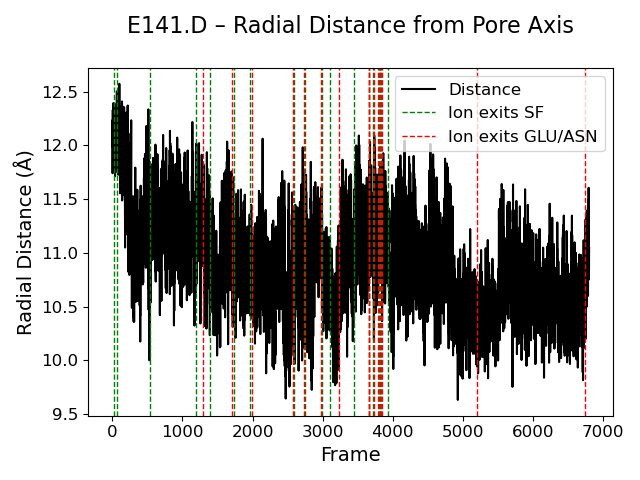 E141.D – Radial Distance from Pore Axis
Radial Distance (Å)
12.5
12.0
11.5
11.0
10.5
10.0
9.5
Distance
Ion exits SF
Ion exits GLU/ASN
0 1000 2000 3000 4000 5000 6000 7000
Frame